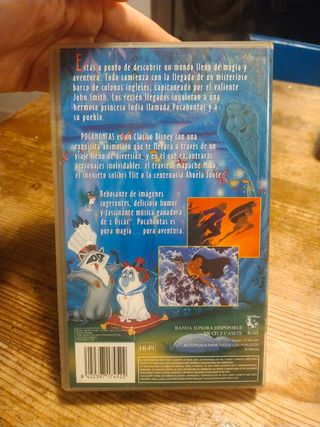 Estás a punto de descubrir un mundo lleno de magia y
aventura. Todo comienza con la llegada de un misterioso
barco de colonos ingleses, capitaneado por el valiente
John Smith. Los recién llegados inquietan a una
hermosa princesa India llamada Pocahontas y a
su pueblo.
POCAHONTAS es un Clásico Disney con una
exquisita animación que te llevará a través de un
viaje lleno de diversión, y en el que encontrarás
personajes inolvidables: el travieso mapache Miko,
el inquieto colibrí Flit o la centenaria Abuela Sauce.
Rebosante de imágenes
sugerentes, delicioso humor
y fascinante música ganadora
de 2 Oscar, Pocahontas es
pura magia.... pura aventura.
BANDA SONORA DISPONIBLE
EN CD Y CASETE
HI-FI
AUTORIZADA PARA TODOS LOS PUBLICOS
8 422397 174522